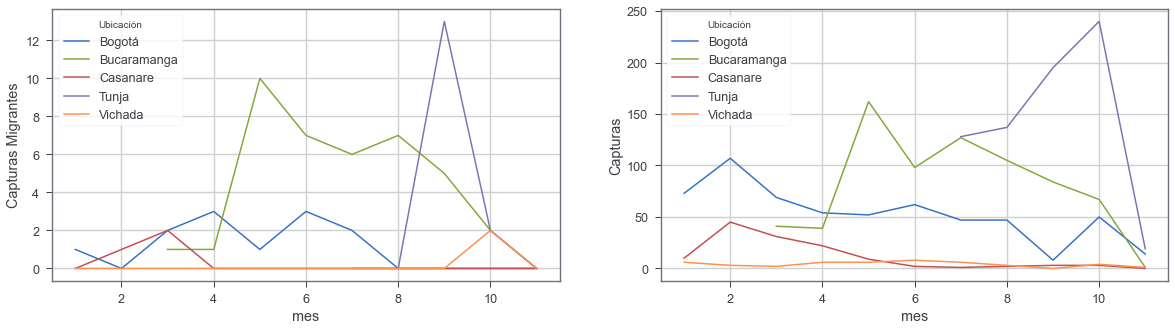 Capturas Migrantes
Ubicación
Bogotá
Bucaramanga
Casanare
Tunja
Vichada
12
10
8
6
4
2
0
2 4 6 8 10
mes
Capturas
Ubicación
Bogotá
Bucaramanga
Casanare
Tunja
Vichada
250
200
150
100
50
0
2 4 6 8 10
mes